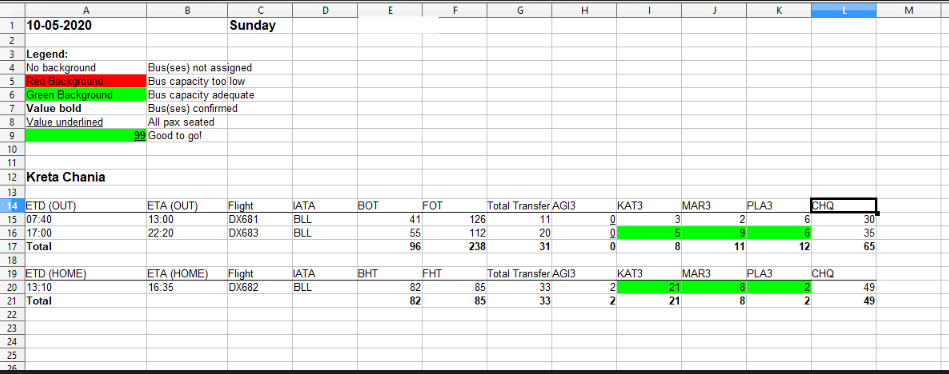 A B C D E F G H I J K L M
1 10-05-2020 Sunday
2
3 Legend:
4 No background Bus(ses) not assigned
5 Red Background Bus capacity too low
6 Green Background Bus capacity adequate
7 Value bold Bus(ses) confirmed
8 Value underlined All pax seated
9 99 Good to go!
10
11
12 Kreta Chania
13
14 ETD (OUT) ETA (OUT) Flight IATA BOT FOT Total Transfer AGI3 KAT3 MAR3 PLA3 CHQ
15 07:40 13:00 DX681 BLL 41 126 11 0 3 2 6 30
16 17:00 22:20 DX683 BLL 55 112 20 0 5 9 6 35
17 Total 96 238 31 0 8 11 12 65
18
19 ETD (HOME) ETA (HOME) Flight IATA BHT FHT Total Transfer AGI3 KAT3 MAR3 PLA3 CHQ
20 13:10 16:35 DX682 BLL 82 85 33 2 21 8 2 49
21 Total 82 85 33 2 21 8 2 49
22
23
24
25
26